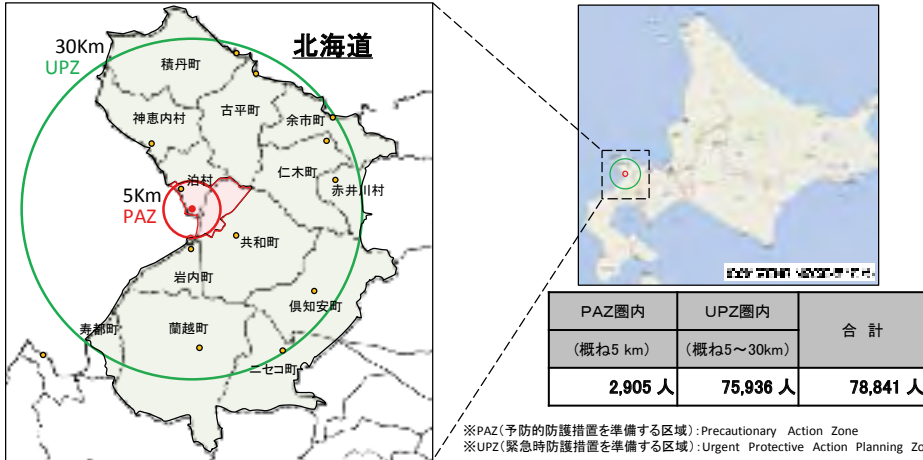 北海道
30Km
UPZ
積丹町
古平町
余市町
神恵内村
仁木町
泊村
赤井川村
5Km
PAZ
共和町
岩内町
倶知安町
寿都町
蘭越町
ニセコ町
PAZ圏内 UPZ圏内 合 計
(概ね5 km) (概ね5～30km)
2,905 人 75,936 人 78,841 人
※PAZ(予防的防護措置を準備する区域):Precautionary Action Zone
※UPZ(緊急時防護措置を準備する区域):Urgent Protective Action Planning